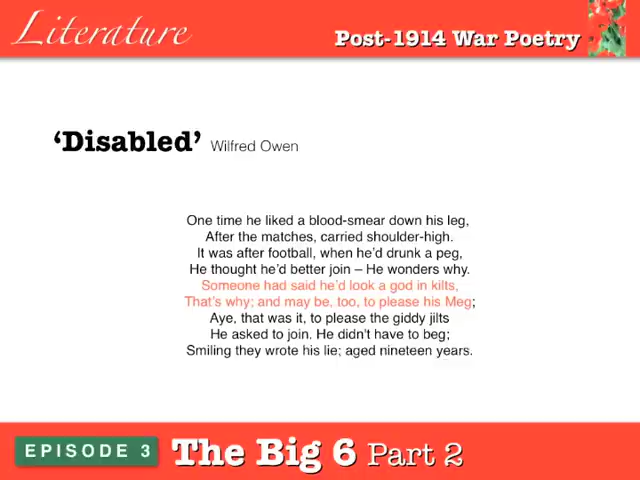 Literature
Post-1914 War Poetry
‘Disabled’ Wilfred Owen
One time he liked a blood-smear down his leg,
After the matches, carried shoulder-high.
It was after football, when he’d drunk a peg,
He thought he’d better join – He wonders why.
Someone had said he’d look a god in kilts,
That’s why; and may be, too, to please his Meg;
Aye, that was it, to please the giddy jilts
He asked to join. He didn’t have to beg;
Smiling they wrote his lie; aged nineteen years.
EPISODE 3
The Big 6 Part 2